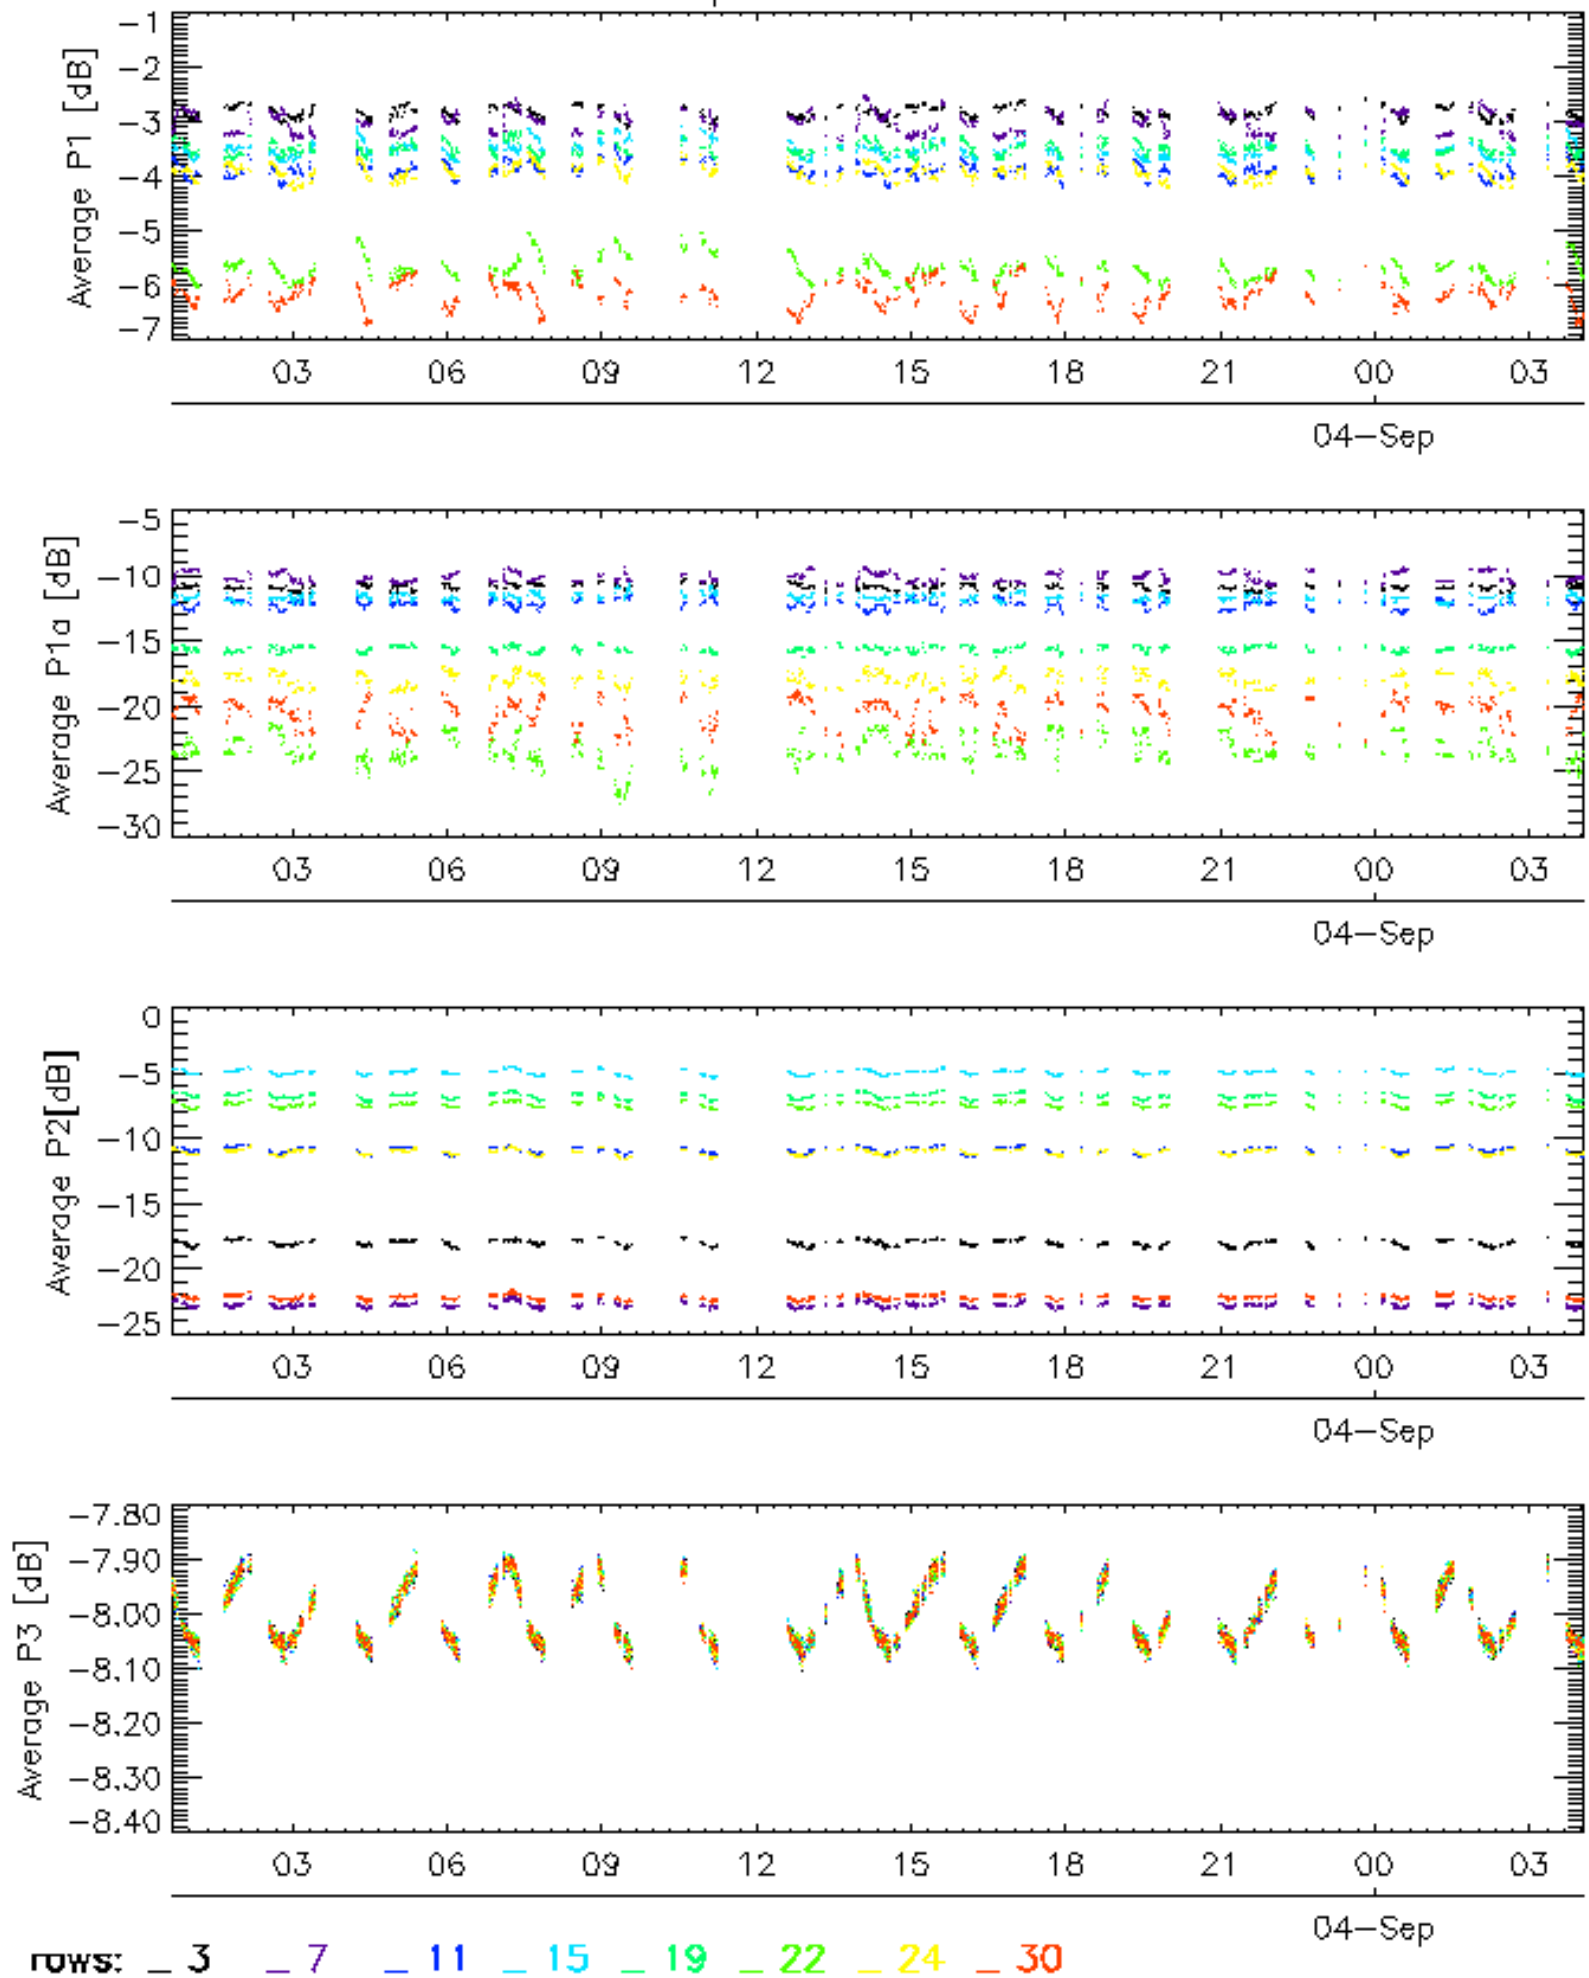 -1
-2
-3
-4
-5
-6
-7
Average P1 [dB]
03 06 09 12 15 18 21 00 03
04-Sep
-5
-10
-15
-20
-25
-30
Average P1a [dB]
03 06 09 12 15 18 21 00 03
04-Sep
0
-5
-10
-15
-20
-25
Average P2[dB]
03 06 09 12 15 18 21 00 03
04-Sep
-7.80
-7.90
-8.00
-8.10
-8.20
-8.30
-8.40
Average P3 [dB]
03 06 09 12 15 18 21 00 03
04-Sep
rows: _ 3 _ 7 _ 11 _ 15 _ 19 _ 22 _ 24 _ 30